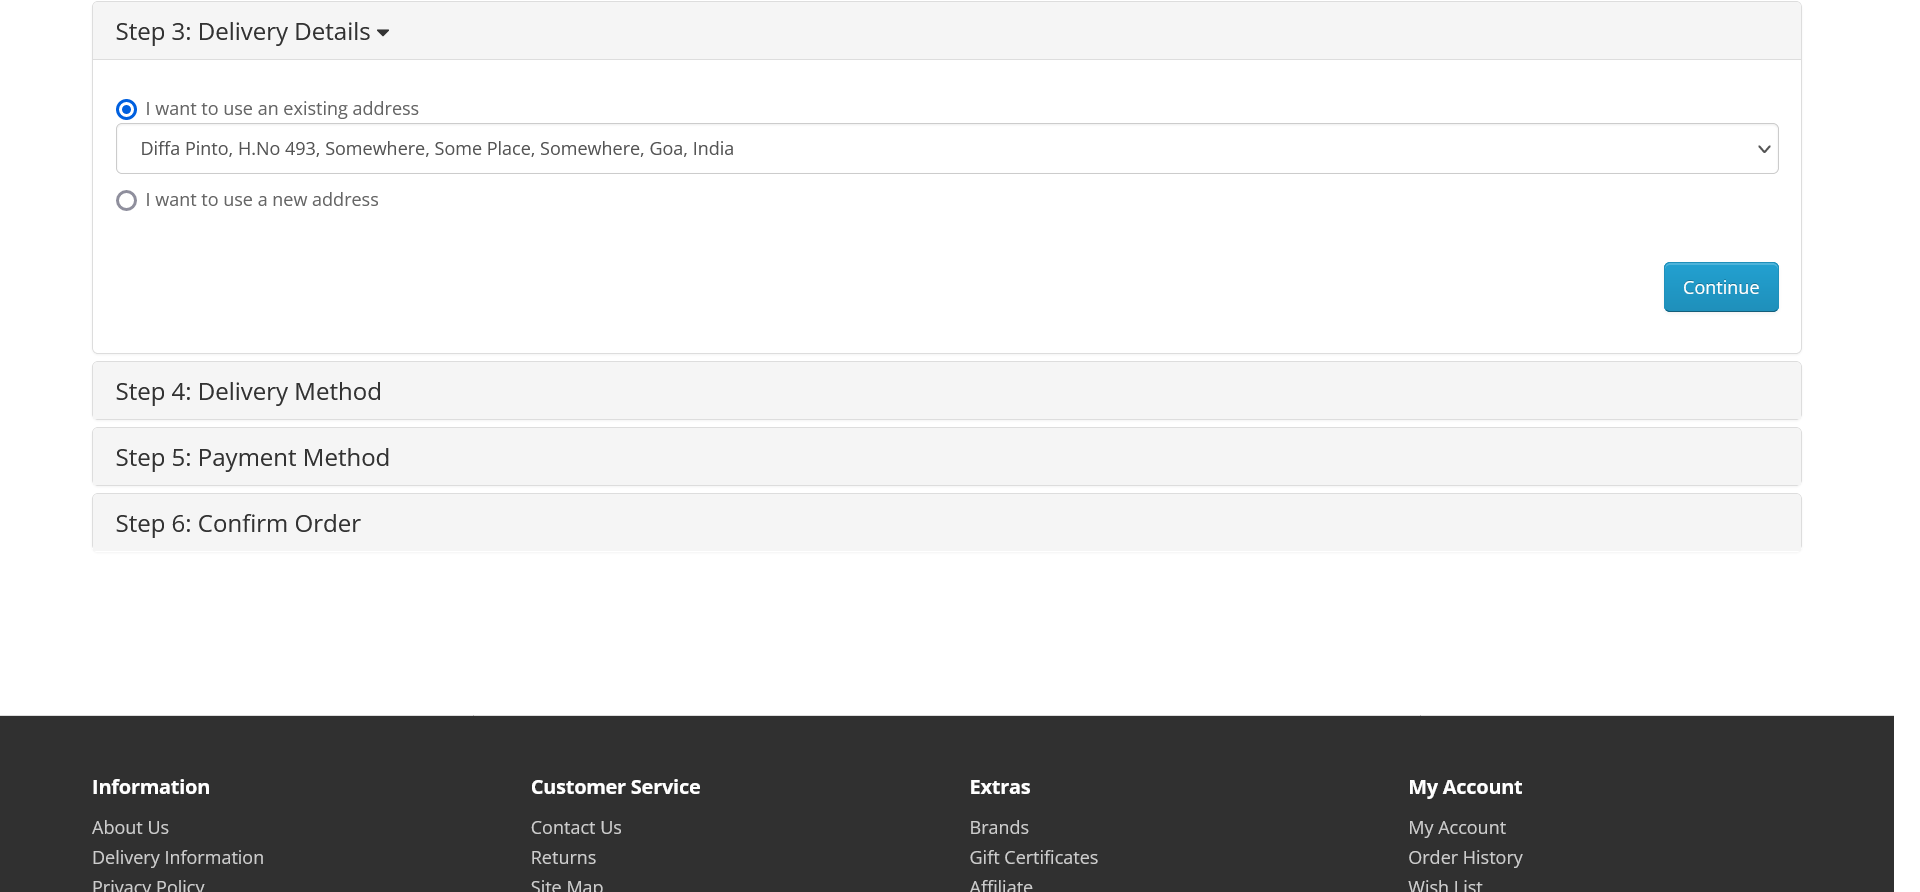 Step 3: Delivery Details
I want to use an existing address
Diffa Pinto, H.No 493, Somewhere, Some Place, Somewhere, Goa, India
I want to use a new address
Continue
Step 4: Delivery Method
Step 5: Payment Method
Step 6: Confirm Order
Information
About Us
Delivery Information
Privacy Policy
Customer Service
Contact Us
Returns
Site Map
Extras
Brands
Gift Certificates
Affiliate
My Account
My Account
Order History
Wish List